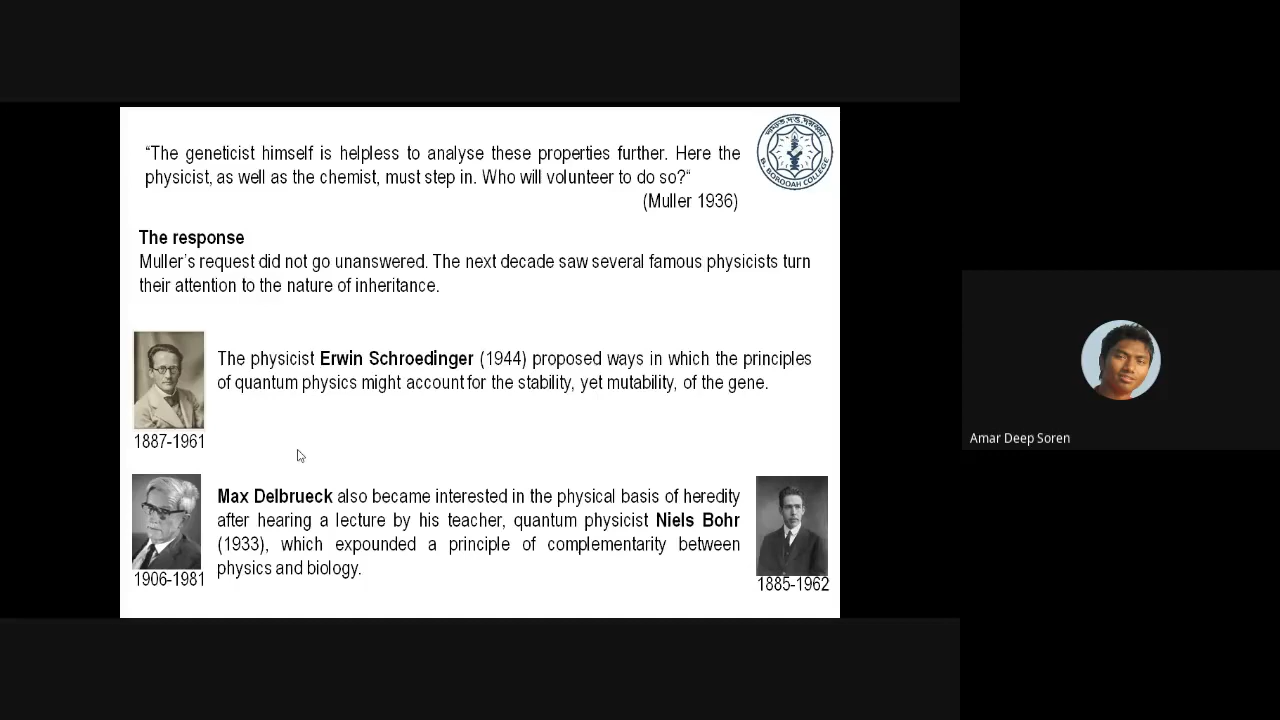 “The geneticist himself is helpless to analyse these properties further. Here the
physicist, as well as the chemist, must step in. Who will volunteer to do so?“
(Muller 1936)
B. BOROOAH COLLEGE
The response
Muller’s request did not go unanswered. The next decade saw several famous physicists turn
their attention to the nature of inheritance.
The physicist Erwin Schroedinger (1944) proposed ways in which the principles
of quantum physics might account for the stability, yet mutability, of the gene.
1887-1961
Max Delbrueck also became interested in the physical basis of heredity
after hearing a lecture by his teacher, quantum physicist Niels Bohr
(1933), which expounded a principle of complementarity between
physics and biology.
1906-1981
1885-1962
Amar Deep Soren